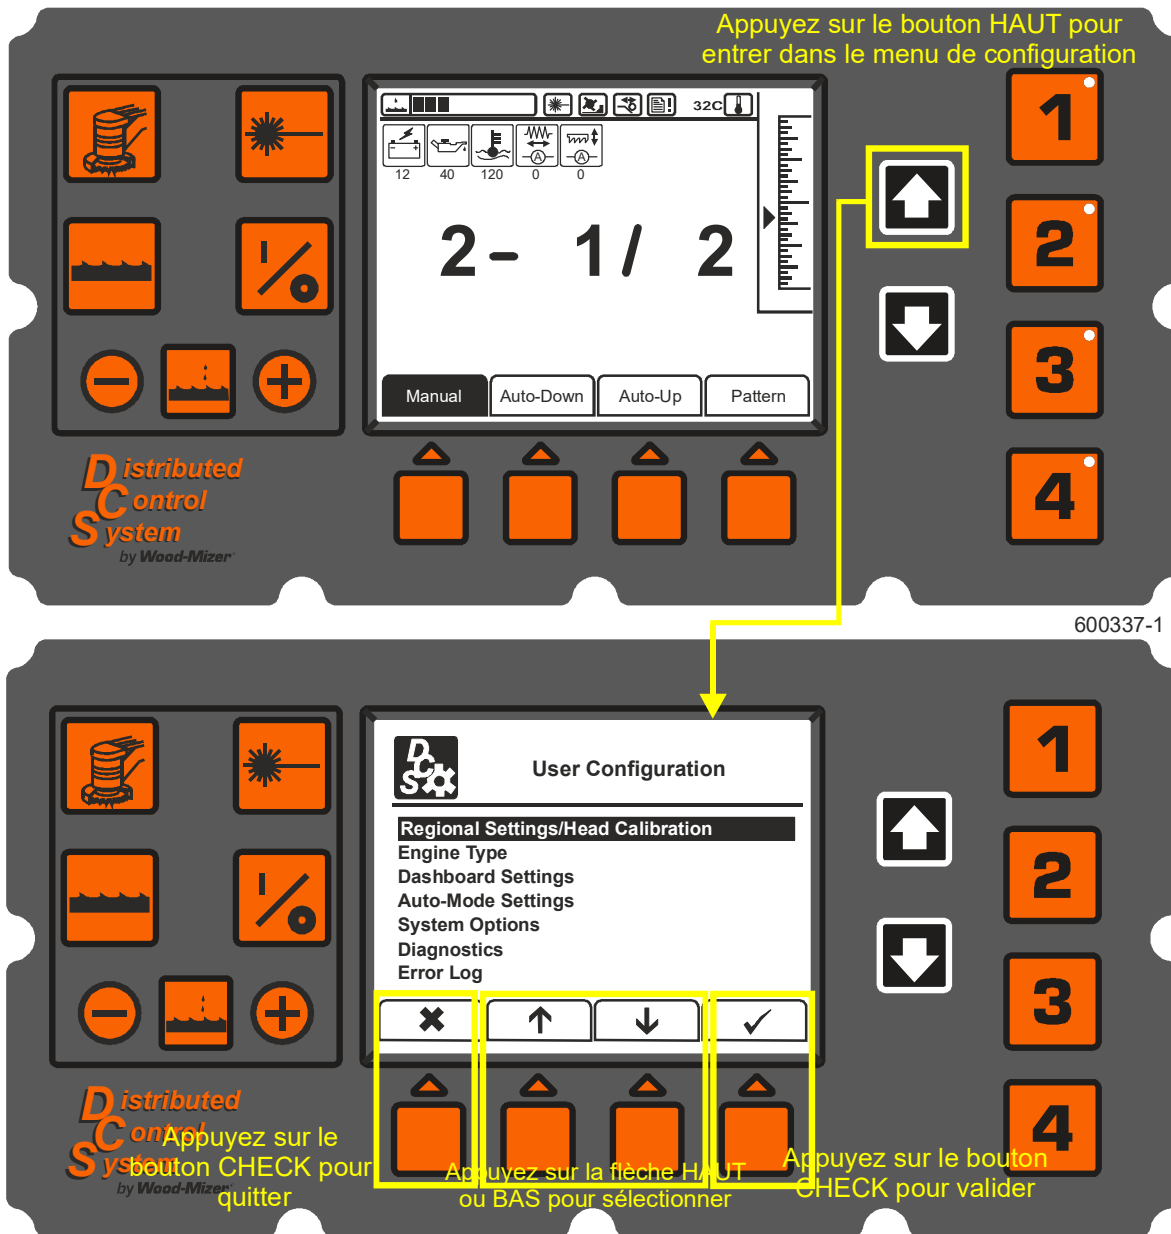 Appuyez sur le bouton HAUT pour
entrer dans le menu de configuration
32C
12 40 120 0 0
2- 1/ 2
Manual Auto-Down Auto-Up Pattern
1
2
3
4
Distributed
Control
System
by Wood-Mizer
600337-1
User Configuration
Regional Settings/Head Calibration
Engine Type
Dashboard Settings
Auto-Mode Settings
System Options
Diagnostics
Error Log
1
2
3
4
Distributed
Control
System
by Wood-Mizer
Appuyez sur le
bouton CHECK pour
quitter
Appuyez sur la flèche HAUT
ou BAS pour sélectionner
Appuyez sur le bouton
CHECK pour valider